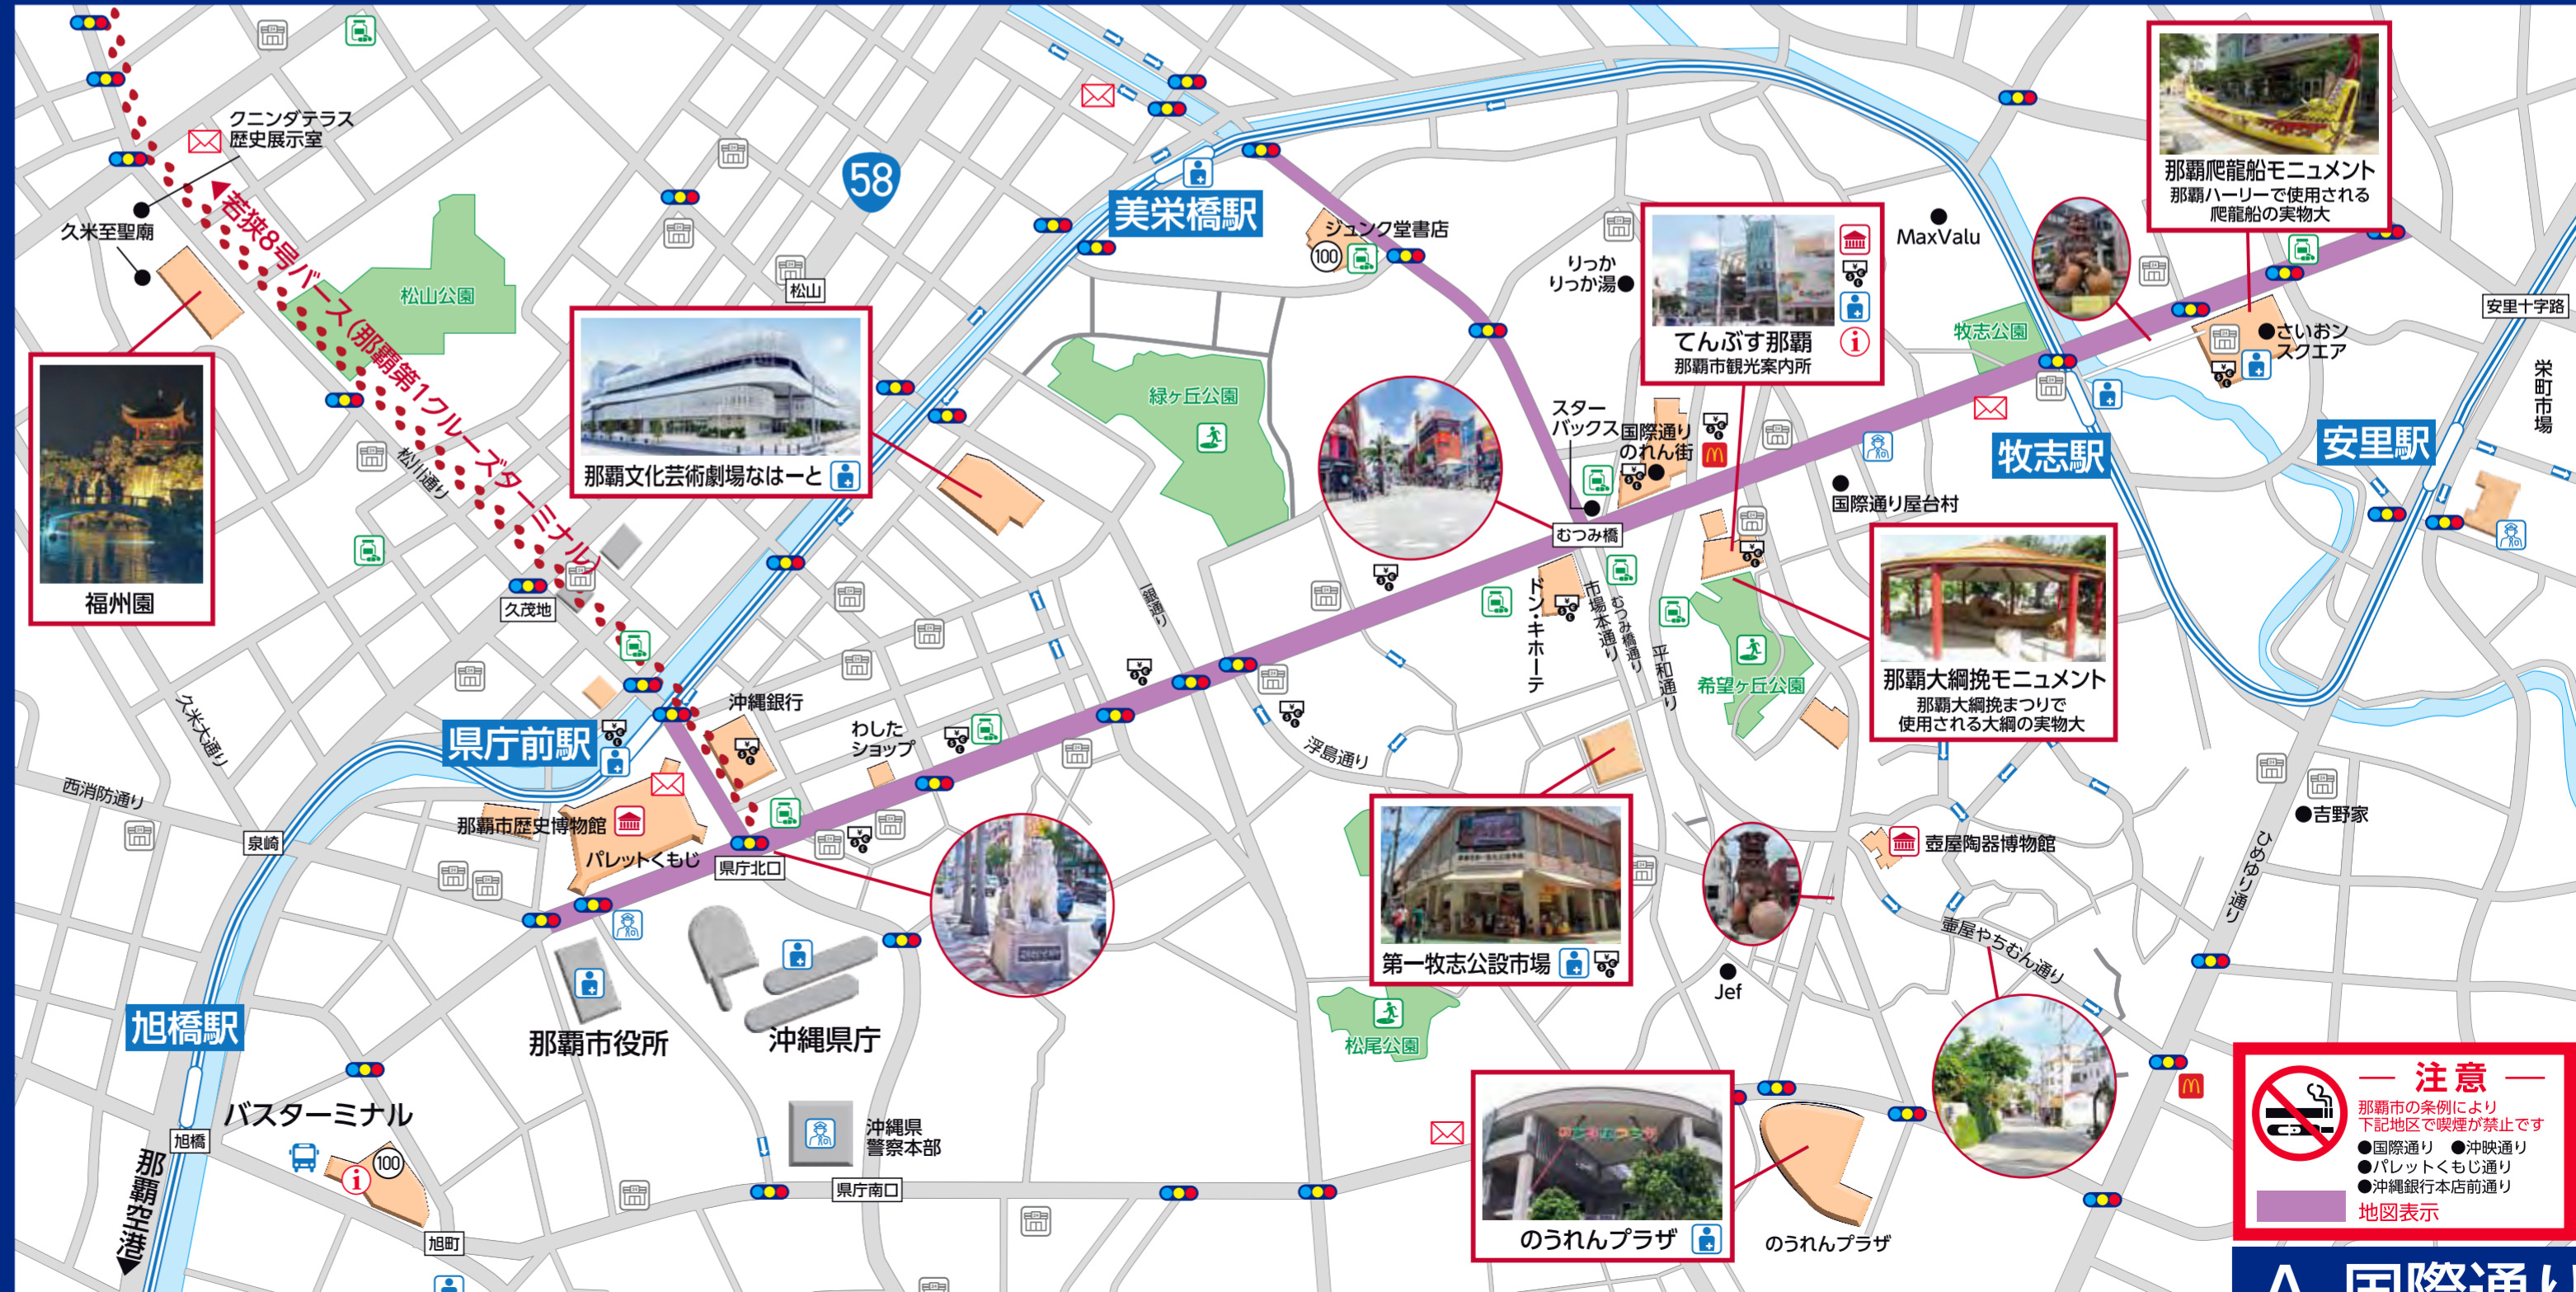 クニンダテラス
歴史展示室
久米至聖廟
若狭8号バース(那覇第1クルーズターミナル)
松山公園
松川通り
福州園
58
松山
美栄橋駅
那覇文化芸術劇場なはーと
緑ヶ丘公園
ジュンク堂書店
100
りっか
りっか湯
てんぶす那覇
那覇市観光案内所
MaxValu
那覇爬龍船モニュメント
那覇ハーリーで使用される
爬龍船の実物大
牧志公園
さいおン
スクエア
安里十字路
栄町市場
スター
バックス
国際通り
のれん街
牧志駅
安里駅
国際通り屋台村
むつみ橋
ドン・キホーテ
市場本通り
むつみ橋通り
平和通り
希望ヶ丘公園
那覇大綱挽モニュメント
那覇大綱挽まつりで
使用される大綱の実物大
久茂地
一銀通り
沖縄銀行
わした
ショップ
県庁前駅
久米大通り
西消防通り
泉崎
那覇市歴史博物館
パレットくもじ
県庁北口
浮島通り
第一牧志公設市場
壺屋陶器博物館
壺屋やちむん通り
吉野家
ひめゆり通り
Jef
松尾公園
旭橋駅
那覇市役所
沖縄県庁
バスターミナル
100
旭橋
那覇空港
旭町
沖縄県
警察本部
県庁南口
のうれんプラザ
のうれんプラザ
注意
那覇市の条例により
下記地区で喫煙が禁止です
●国際通り ●沖映通り
●パレットくもじ通り
●沖縄銀行本店前通り
地図表示
A 国際通り